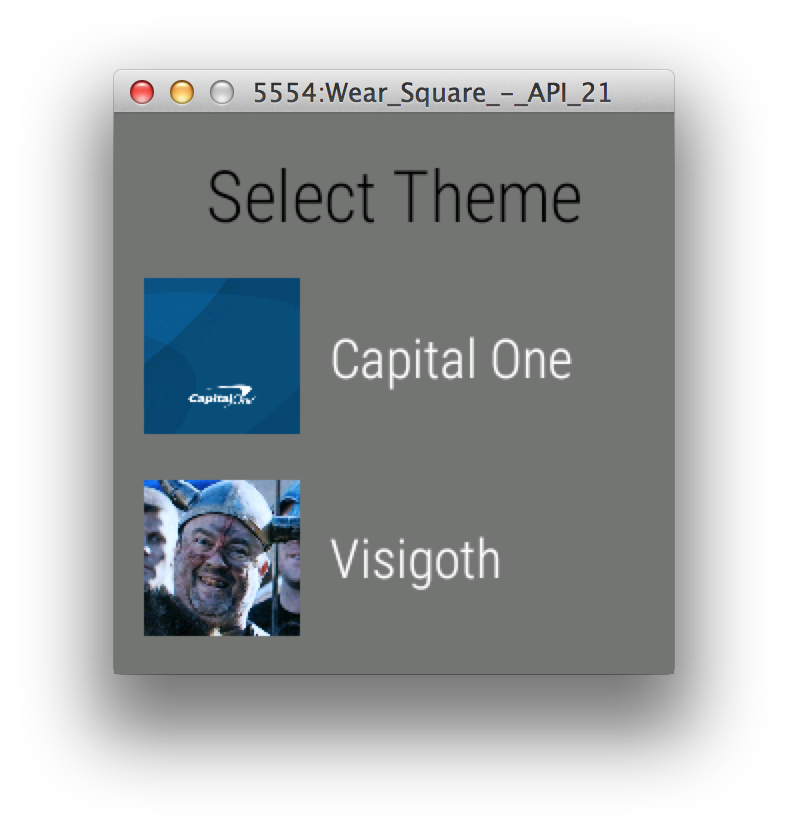 5554:Wear_Square_-_API_21
Select Theme
Capital One
Capital One
Visigoth